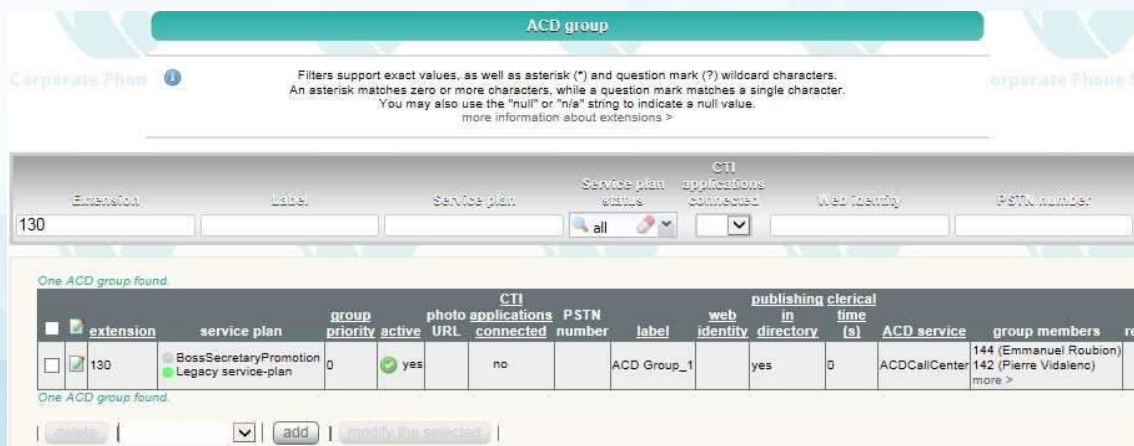 ACD group
Corporate Phon
orporate Phone S
Filters support exact values, as well as asterisk (*) and question mark (?) wildcard characters.
An asterisk matches zero or more characters, while a question mark matches a single character.
You may also use the "null" or "n/a" string to indicate a null value.
more information about extensions >
Extension Label Service plan Service plan status CTI applications connected Web identity PSTN number
130 all
One ACD group found.
extension service plan group priority active photo URL CTI applications connected PSTN number label web identity publishing in directory clerical time (s) ACD service group members re
130 BossSecretaryPromotion 0 yes no ACD Group_1 yes 0 ACDCallCenter 144 (Emmanuel Roubion)
Legacy service-plan 142 (Pierre Vidalenc)
more >
One ACD group found.
| delete | | add | modify the selected |